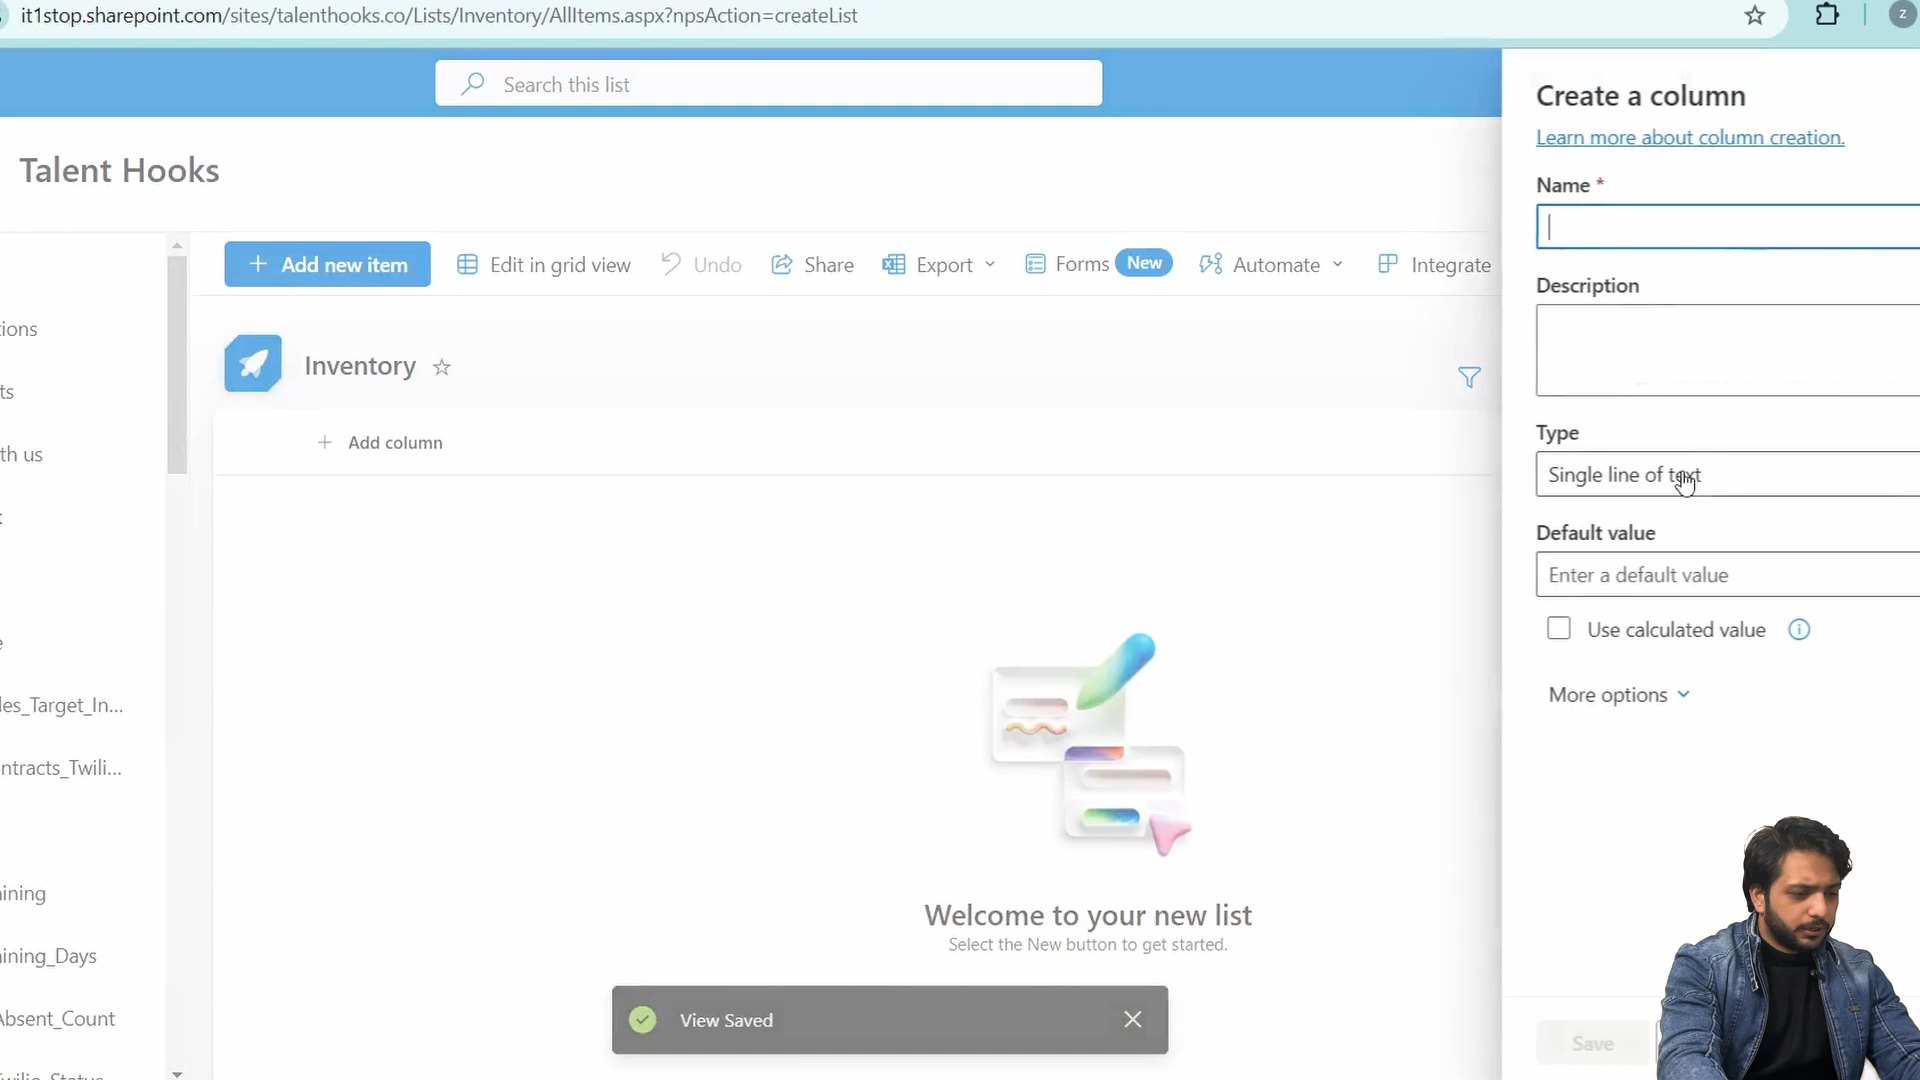 it1stop.sharepoint.com/sites/talenthooks.co/Lists/Inventory/AllItems.aspx?npsAction=createList
Z
Search this list
Talent Hooks
Add new item
Edit in grid view
Undo
Share
Export
Forms New
Automate
Integrate
tions
ts
th us
les_Target_In...
ntracts_Twili...
ining
ining_Days
Absent_Count
Inventory
Add column
Welcome to your new list
Select the New button to get started.
View Saved
Create a column
Learn more about column creation.
Name *
Description
Type
Single line of text
Default value
Enter a default value
Use calculated value
More options
Save